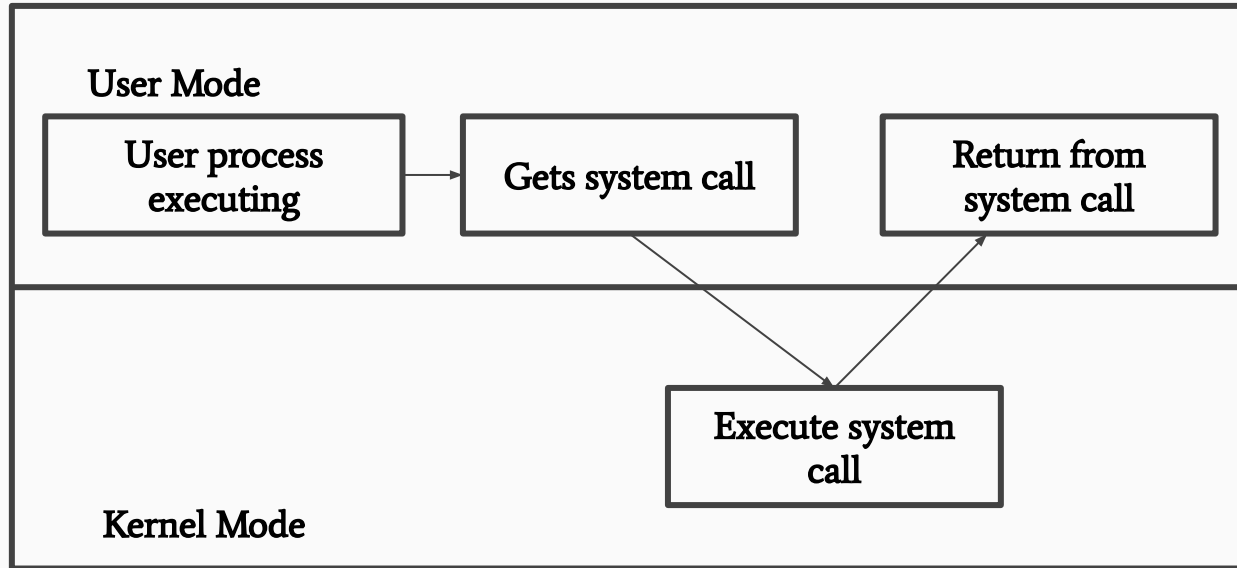 User Mode
User process
executing
Gets system call
Return from
system call
Execute system
call
Kernel Mode